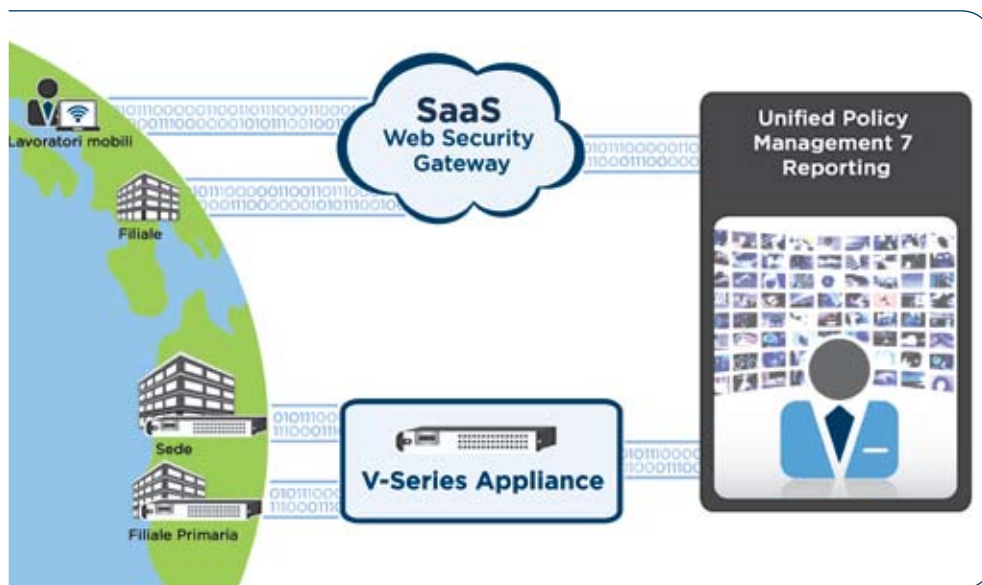 Lavoratori mobili
Filiale
Sede
Filiale Primaria
SaaS
Web Security
Gateway
V-Series Appliance
Unified Policy
Management 7
Reporting